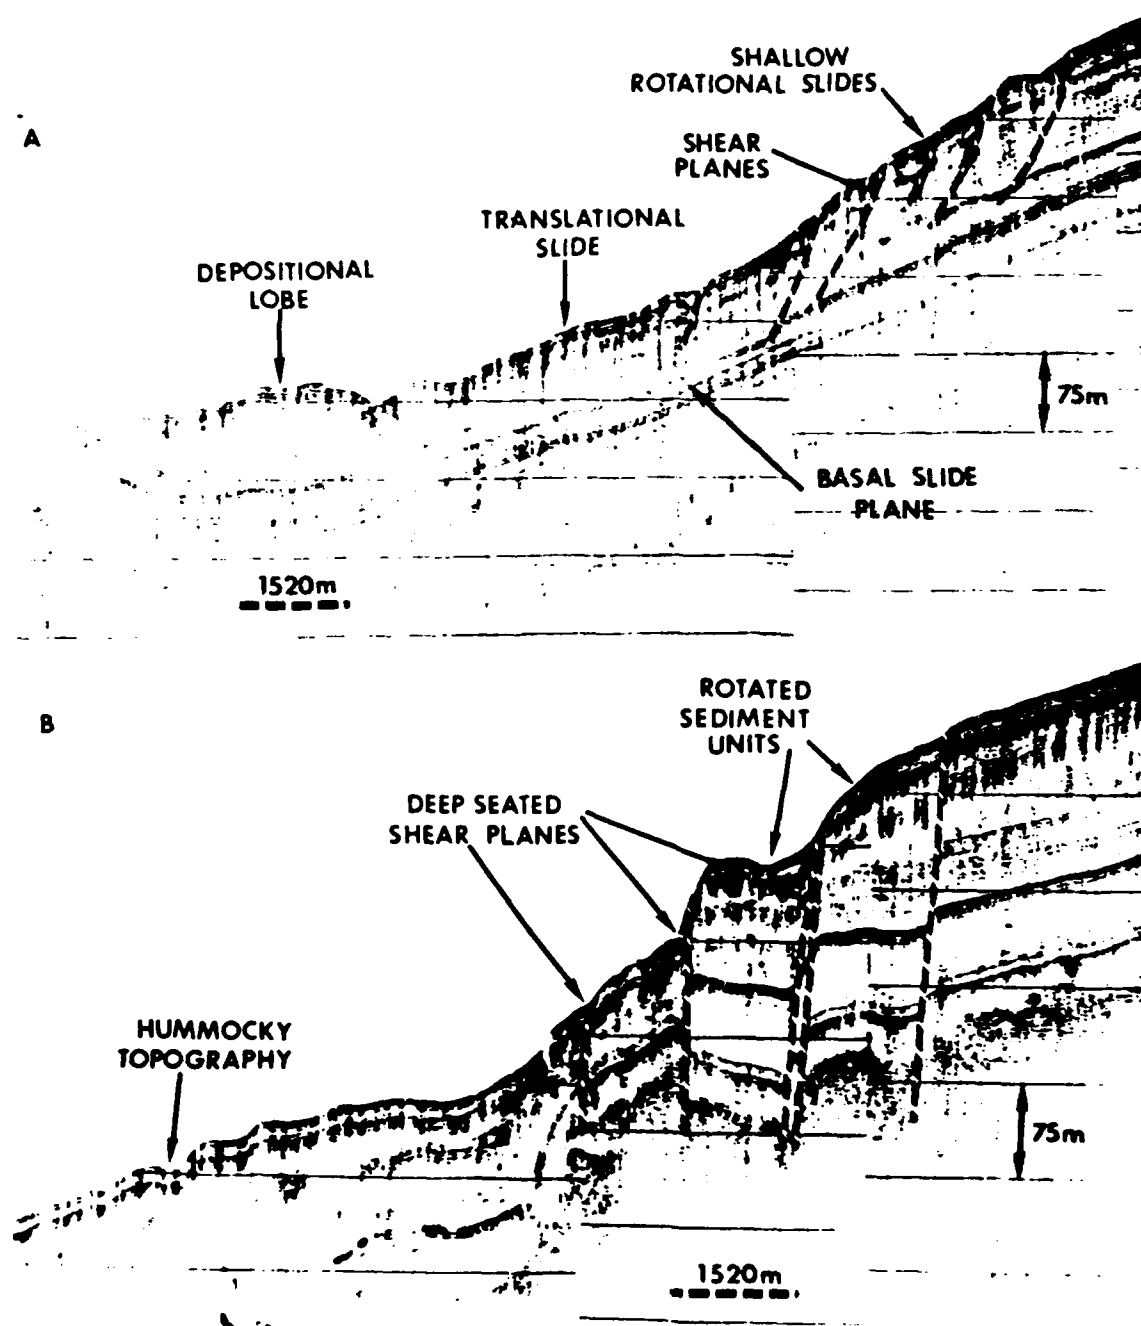 A
SHALLOW
ROTATIONAL SLIDES
SHEAR
PLANES
TRANSLATIONAL
SLIDE
DEPOSITIONAL
LOBE
75m
BASAL SLIDE
PLANE
1520m
B
ROTATED
SEDIMENT
UNITS
DEEP SEATED
SHEAR PLANES
HUMMOCKY
TOPOGRAPHY
75m
1520m